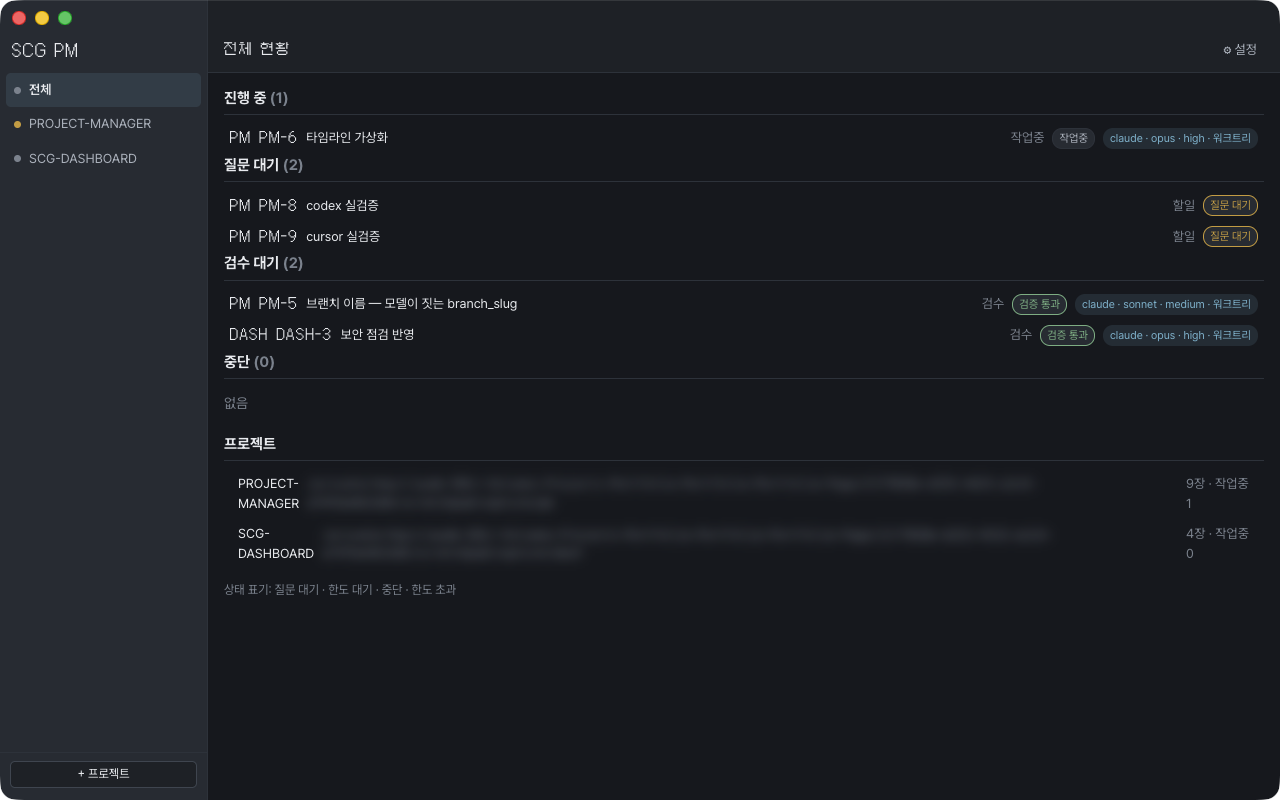 SCG PM
전체
PROJECT-MANAGER
SCG-DASHBOARD
+ 프로젝트
전체 현황
⚙ 설정
진행 중 (1)
PM PM-6 타임라인 가상화 작업중 작업중 claude · opus · high · 워크트리
질문 대기 (2)
PM PM-8 codex 실검증 할일 질문 대기
PM PM-9 cursor 실검증 할일 질문 대기
검수 대기 (2)
PM PM-5 브랜치 이름 — 모델이 짓는 branch_slug 검수 검증 통과 claude · sonnet · medium · 워크트리
DASH DASH-3 보안 점검 반영 검수 검증 통과 claude · opus · high · 워크트리
중단 (0)
없음
프로젝트
PROJECT-
MANAGER
9장 · 작업중
1
SCG-
DASHBOARD
4장 · 작업중
0
상태 표기: 질문 대기 · 한도 대기 · 중단 · 한도 초과